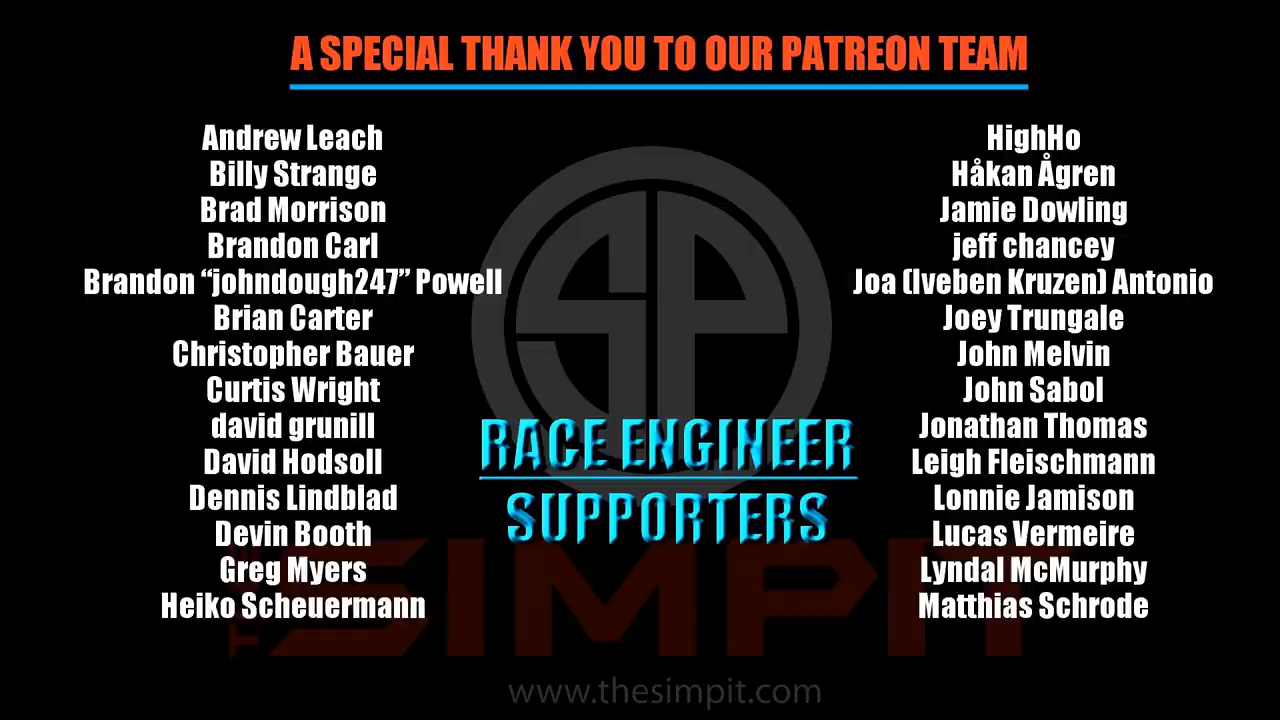 A SPECIAL THANK YOU TO OUR PATREON TEAM
Andrew Leach
Billy Strange
Brad Morrison
Brandon Carl
Brandon “johndough247” Powell
Brian Carter
Christopher Bauer
Curtis Wright
david grunill
David Hodsoll
Dennis Lindblad
Devin Booth
Greg Myers
Heiko Scheuermann
SP
RACE ENGINEER
SUPPORTERS
HighHo
Håkan Ågren
Jamie Dowling
jeff chancey
Joa (Iveben Kruzen) Antonio
Joey Trungale
John Melvin
John Sabol
Jonathan Thomas
Leigh Fleischmann
Lonnie Jamison
Lucas Vermeire
Lyndal McMurphy
Matthias Schrode
THE SIMPIT
www.thesimpit.com